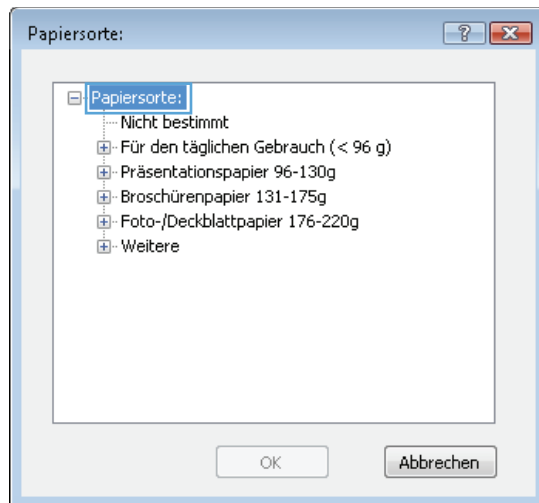 Papiersorte:
Papiersorte:
Nicht bestimmt
Für den täglichen Gebrauch (< 96 g)
Präsentationspapier 96-130g
Broschürenpapier 131-175g
Foto-/Deckblattpapier 176-220g
Weitere
OK Abbrechen